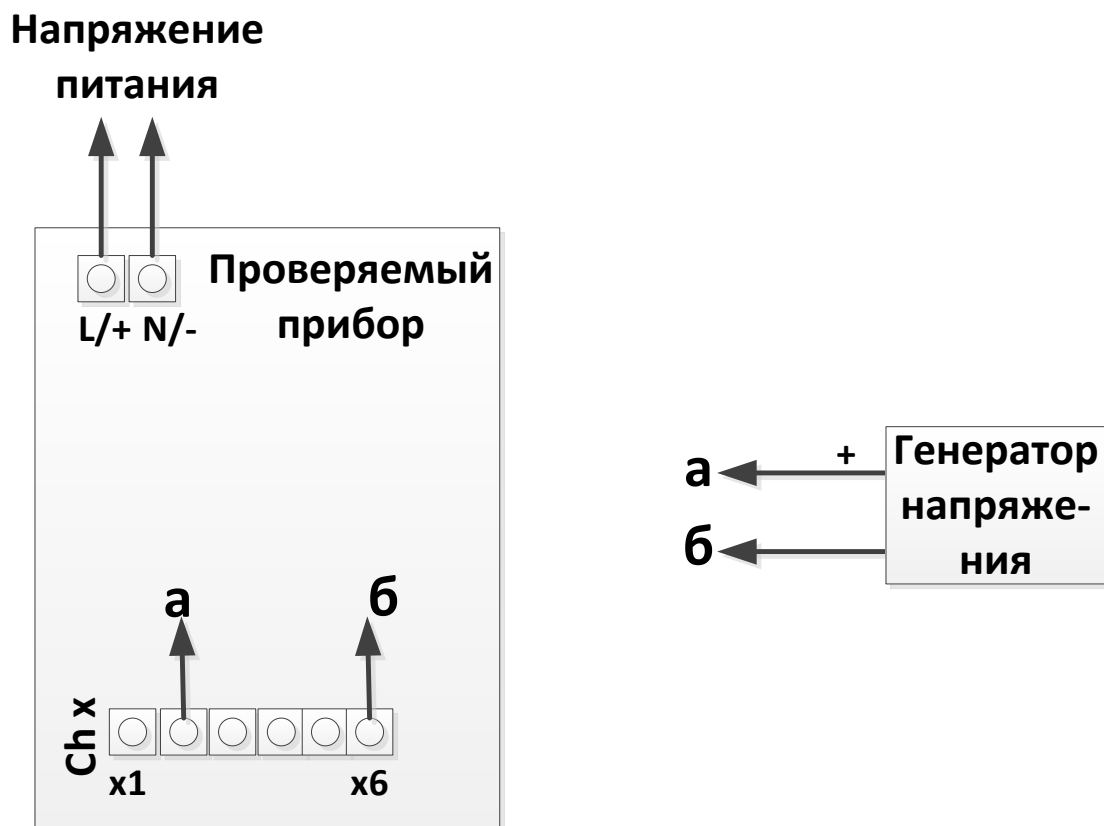 Напряжение
питания
Проверяемый
прибор
L/+ N/-
а
+
б
Генератор
напряже-
ния
а
б
Ch x
x1
x6